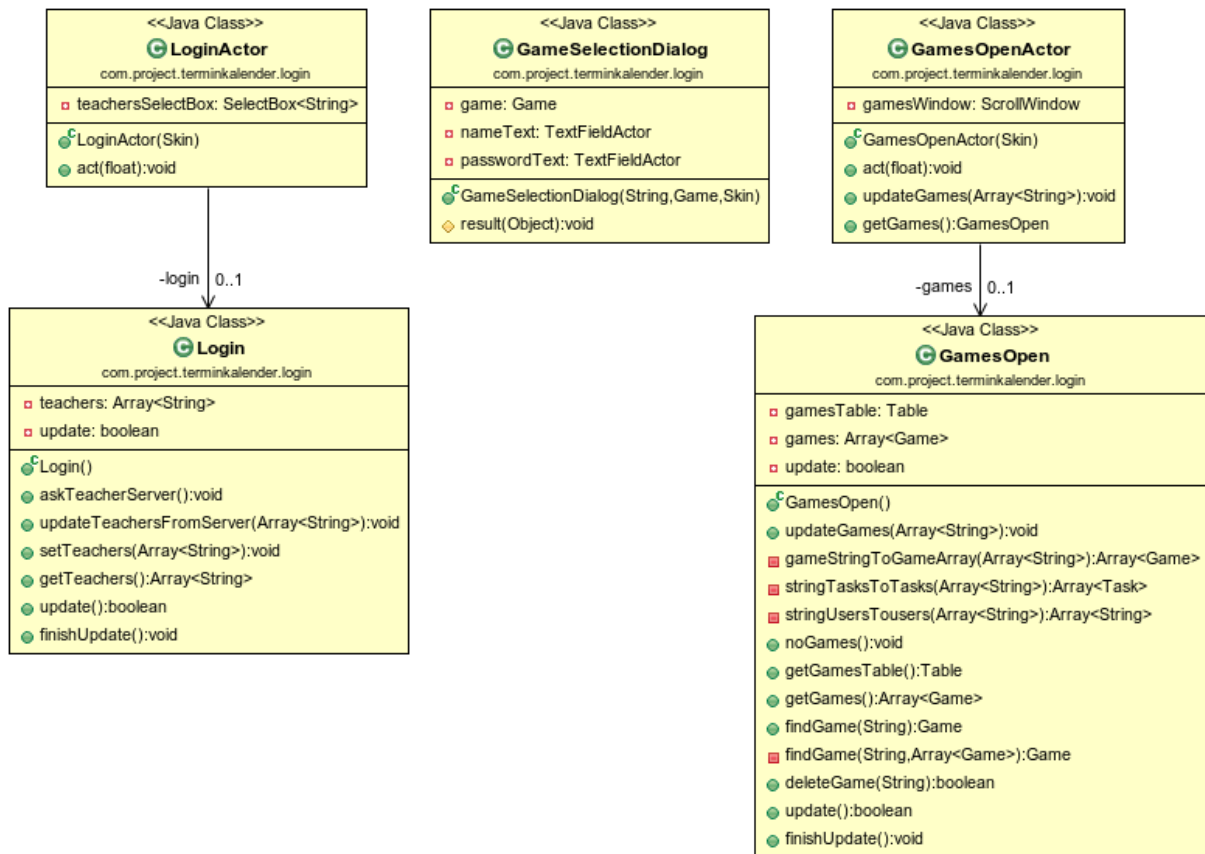 <<Java Class>>
LoginActor
com.project.terminkalender.login
teachersSelectBox: SelectBox<String>
LoginActor(Skin)
act(float):void
<<Java Class>>
GameSelectionDialog
com.project.terminkalender.login
game: Game
nameText: TextFieldActor
passwordText: TextFieldActor
GameSelectionDialog(String,Game,Skin)
result(Object):void
<<Java Class>>
GamesOpenActor
com.project.terminkalender.login
gamesWindow: ScrollWindow
GamesOpenActor(Skin)
act(float):void
updateGames(Array<String>):void
getGames():GamesOpen
-login 0..1
-games 0..1
<<Java Class>>
Login
com.project.terminkalender.login
teachers: Array<String>
update: boolean
Login()
askTeacherServer():void
updateTeachersFromServer(Array<String>):void
setTeachers(Array<String>):void
getTeachers():Array<String>
update():boolean
finishUpdate():void
<<Java Class>>
GamesOpen
com.project.terminkalender.login
gamesTable: Table
games: Array<Game>
update: boolean
GamesOpen()
updateGames(Array<String>):void
gameStringToGameArray(Array<String>):Array<Game>
stringTasksToTasks(Array<String>):Array<Task>
stringUsersTousers(Array<String>):Array<String>
noGames():void
getGamesTable():Table
getGames():Array<Game>
findGame(String):Game
findGame(String,Array<Game>):Game
deleteGame(String):boolean
update():boolean
finishUpdate():void